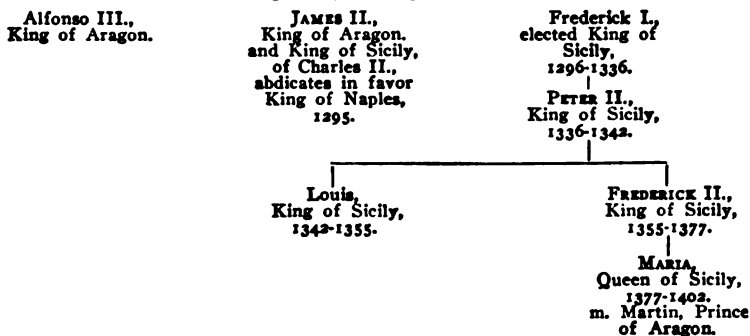 Alfonso III.,
King of Aragon.
James II.,
King of Aragon.
and King of Sicily,
of Charles II.,
abdicates in favor
King of Naples,
1295.
Frederick I.,
elected King of
Sicily,
1296-1336.
Peter II.,
King of Sicily,
1336-1342.
Louis,
King of Sicily,
1342-1355.
Frederick II.,
King of Sicily,
1355-1377.
Maria,
Queen of Sicily,
1377-1402.
m. Martin, Prince
of Aragon.